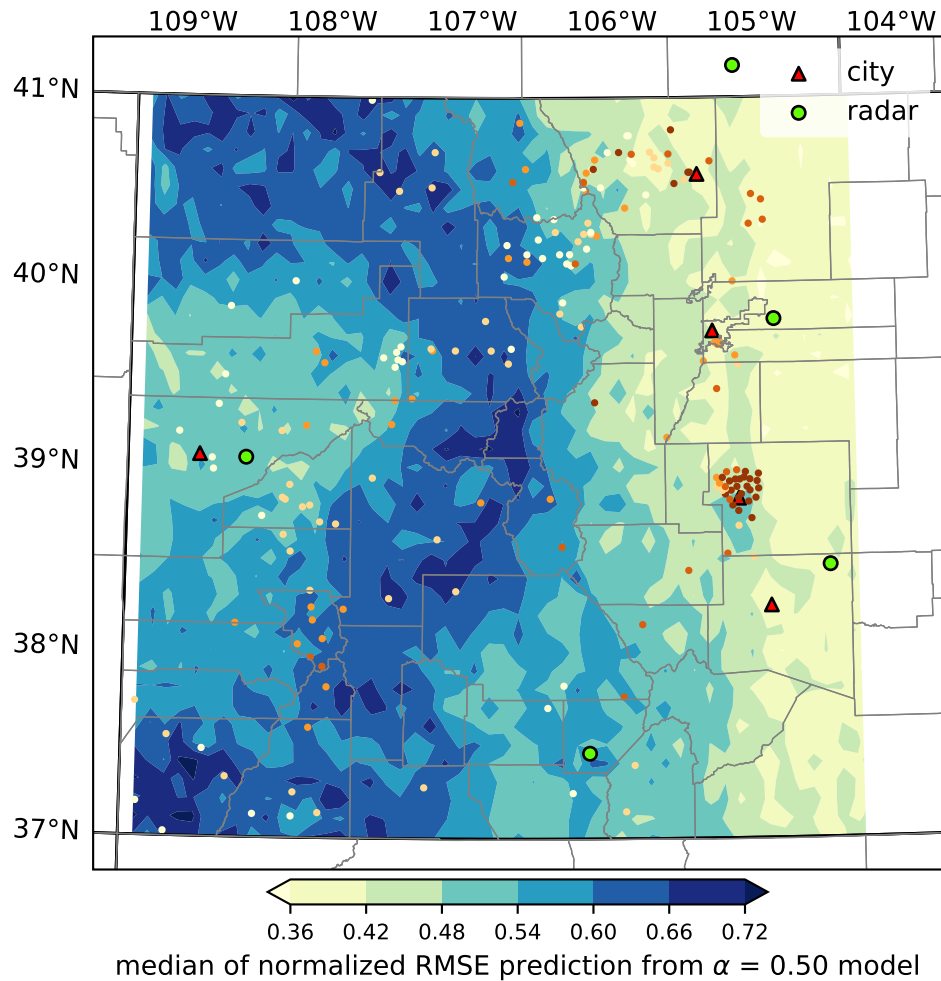 109°W 108°W 107°W 106°W 105°W 104°W
41°N
40°N
39°N
38°N
37°N
city
radar
0.36 0.42 0.48 0.54 0.60 0.66 0.72
median of normalized RMSE prediction from α = 0.50 model